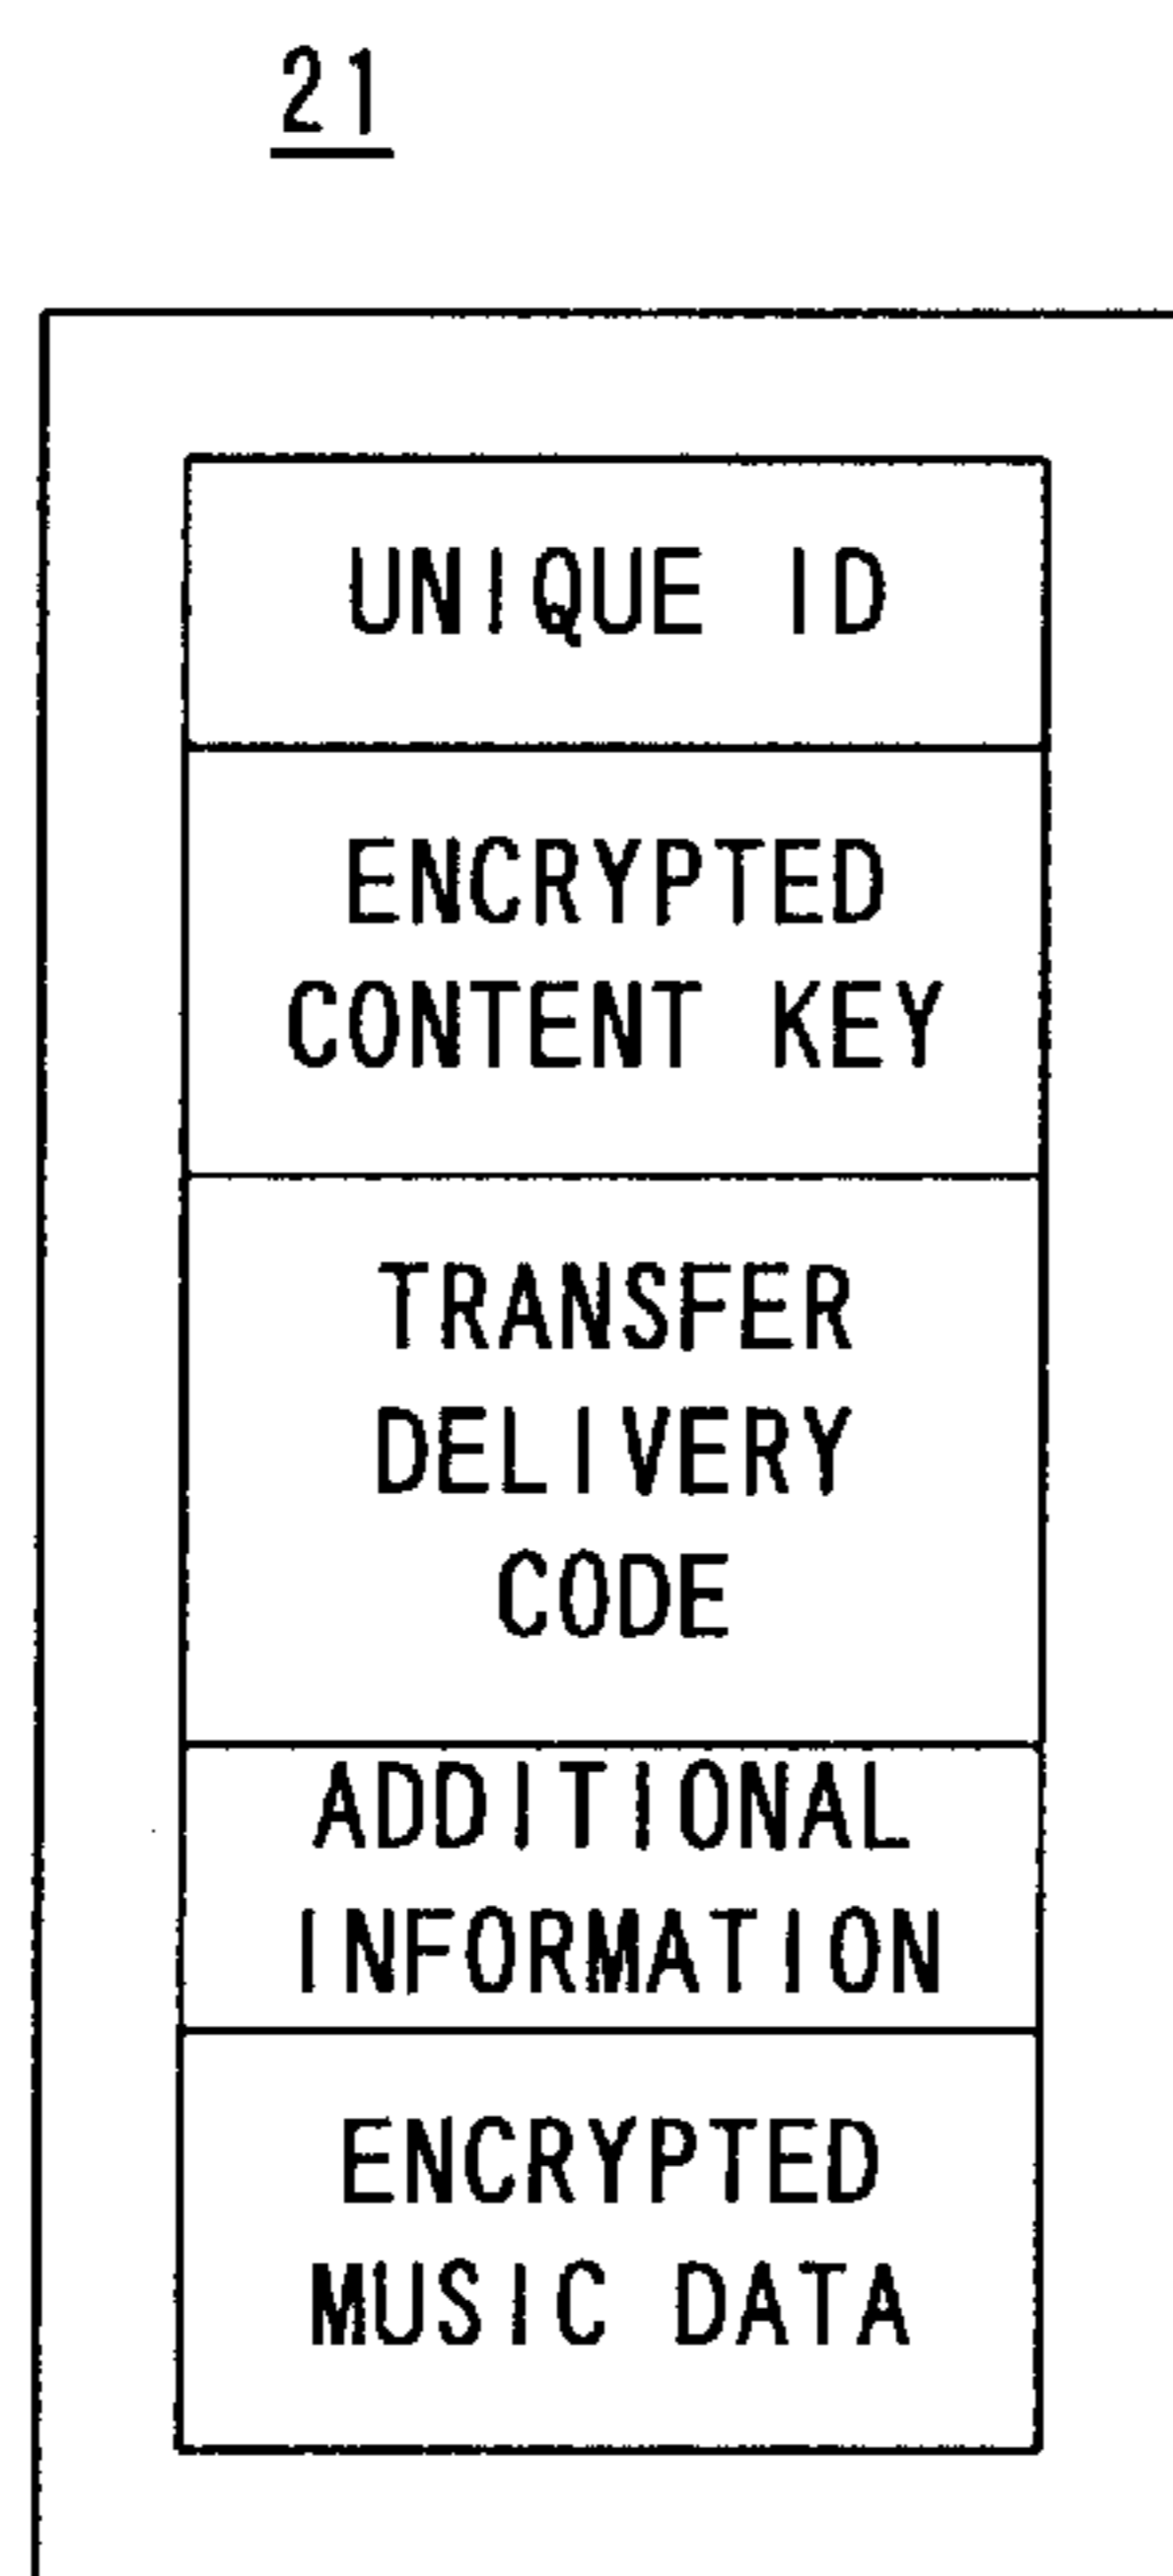 21
UNIQUE ID
ENCRYPTED
CONTENT KEY
TRANSFER
DELIVERY
CODE
ADDITIONAL
INFORMATION
ENCRYPTED
MUSIC DATA